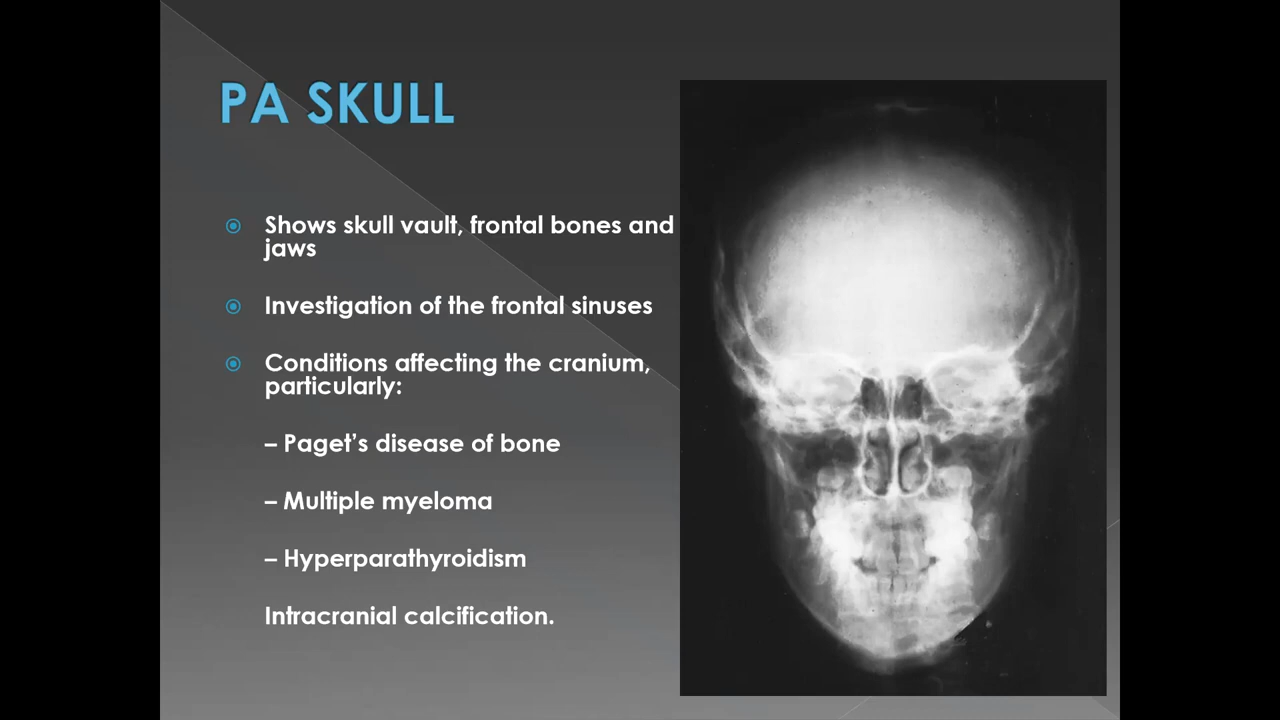 PA SKULL
Shows skull vault, frontal bones and
jaws
Investigation of the frontal sinuses
Conditions affecting the cranium,
particularly:
– Paget’s disease of bone
– Multiple myeloma
– Hyperparathyroidism
Intracranial calcification.